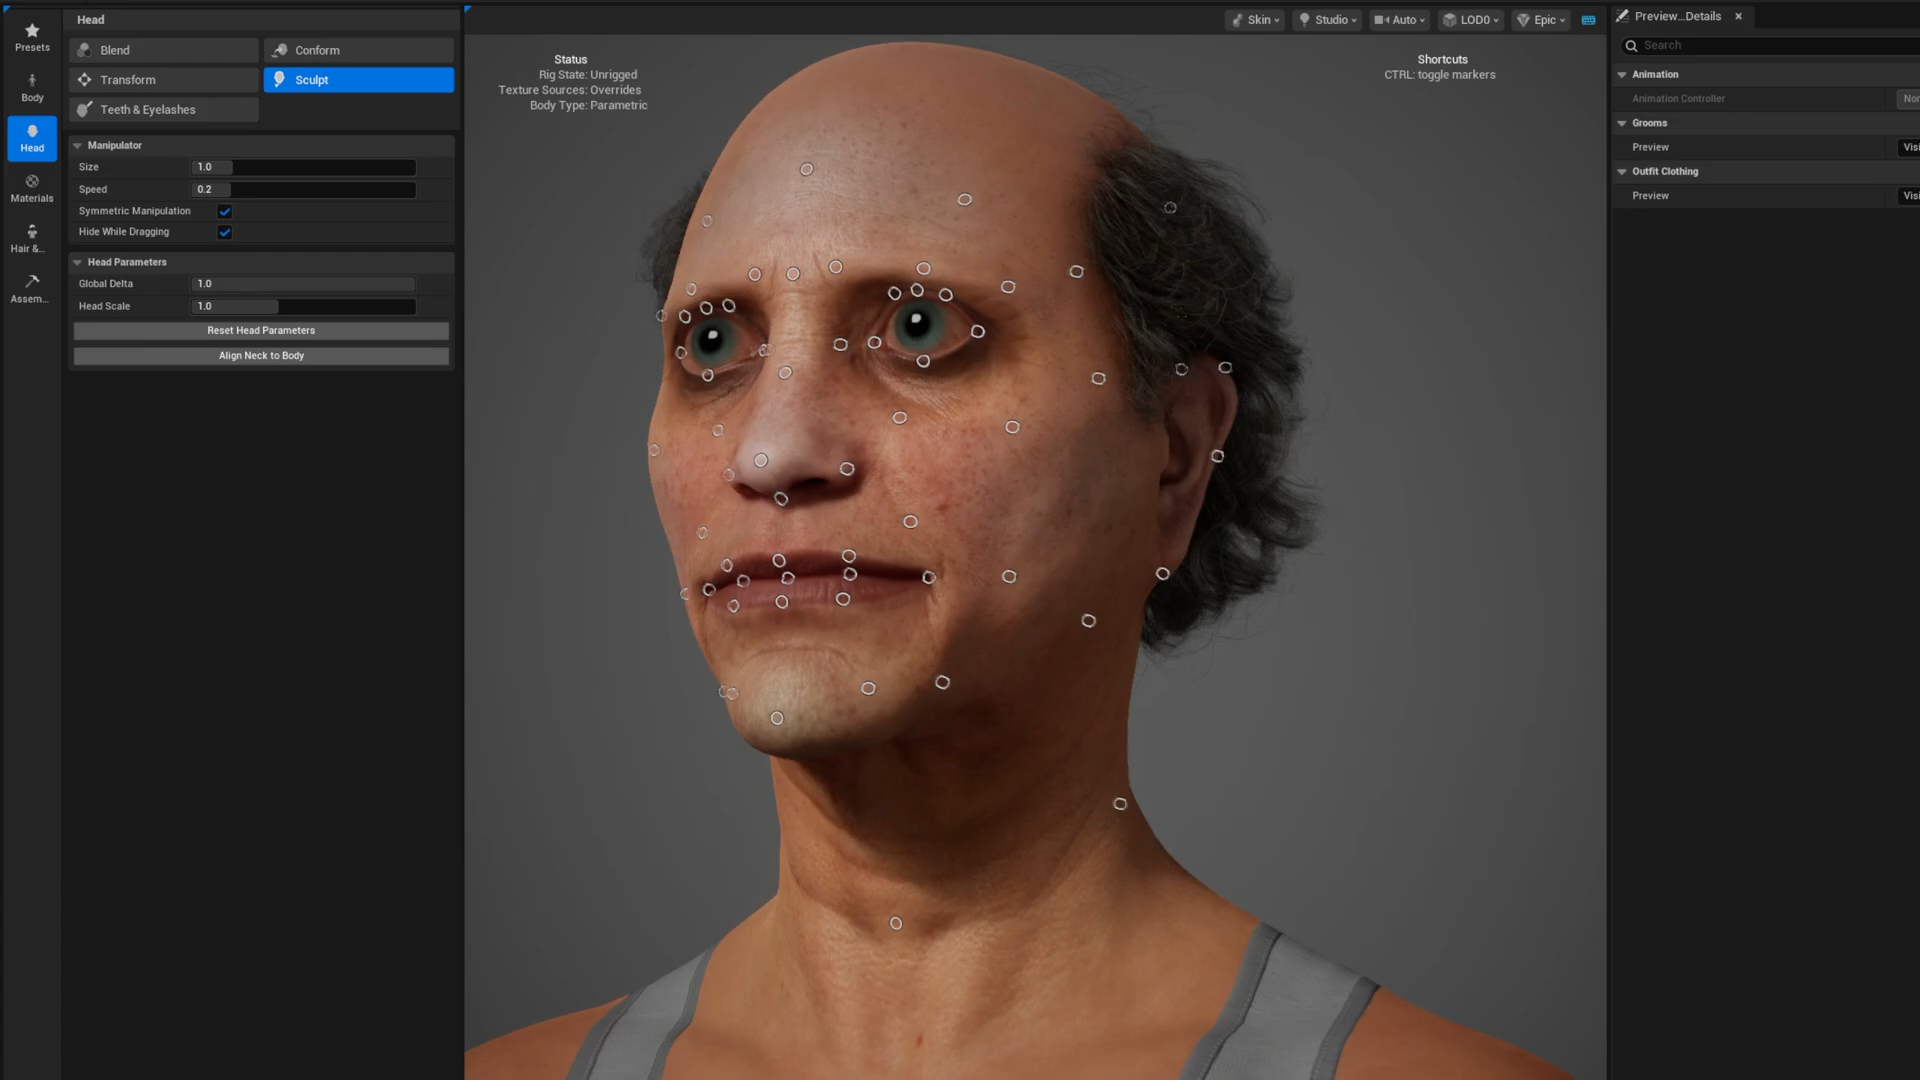 Presets
Body
Head
Materials
Hair &...
Assem...
Head
Blend
Conform
Transform
Sculpt
Teeth & Eyelashes
Manipulator
Size 1.0
Speed 0.2
Symmetric Manipulation
Hide While Dragging
Head Parameters
Global Delta 1.0
Head Scale 1.0
Reset Head Parameters
Align Neck to Body
Skin
Studio
Auto
LOD0
Epic
Status
Rig State: Unrigged
Texture Sources: Overrides
Body Type: Parametric
Shortcuts
CTRL: toggle markers
Preview...Details
Search
Animation
Animation Controller
Grooms
Preview
Outfit Clothing
Preview